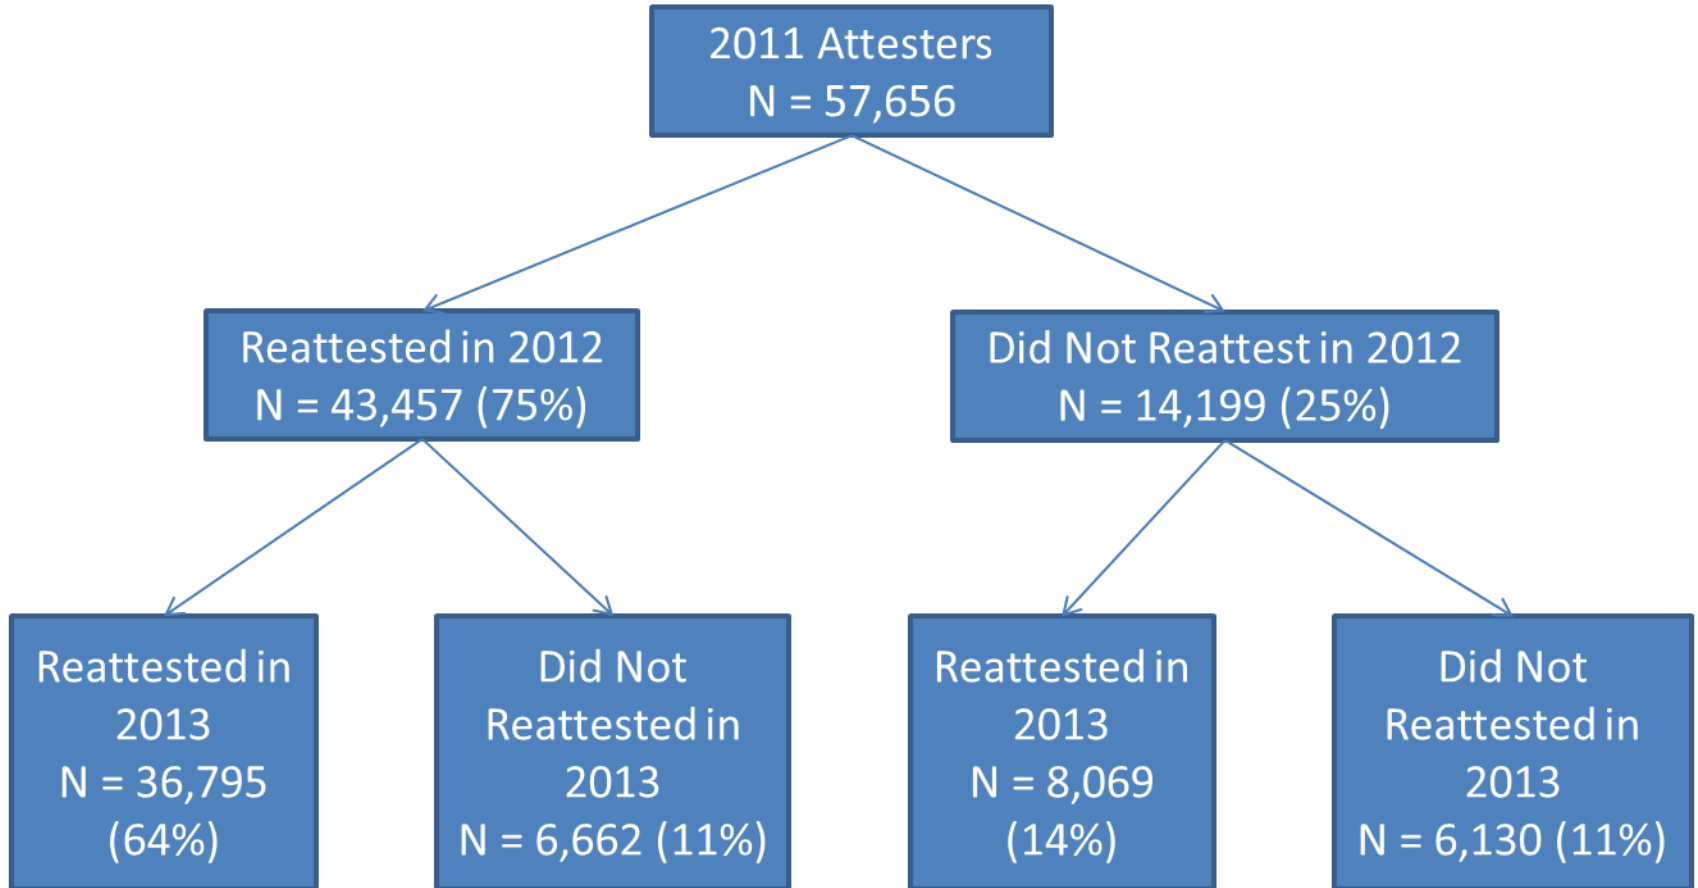 2011 Attesters
N = 57,656
Reattested in 2012
N = 43,457 (75%)
Did Not Reattest in 2012
N = 14,199 (25%)
Reattested in
2013
N = 36,795
(64%)
Did Not
Reattested in
2013
N = 6,662 (11%)
Reattested in
2013
N = 8,069
(14%)
Did Not
Reattested in
2013
N = 6,130 (11%)